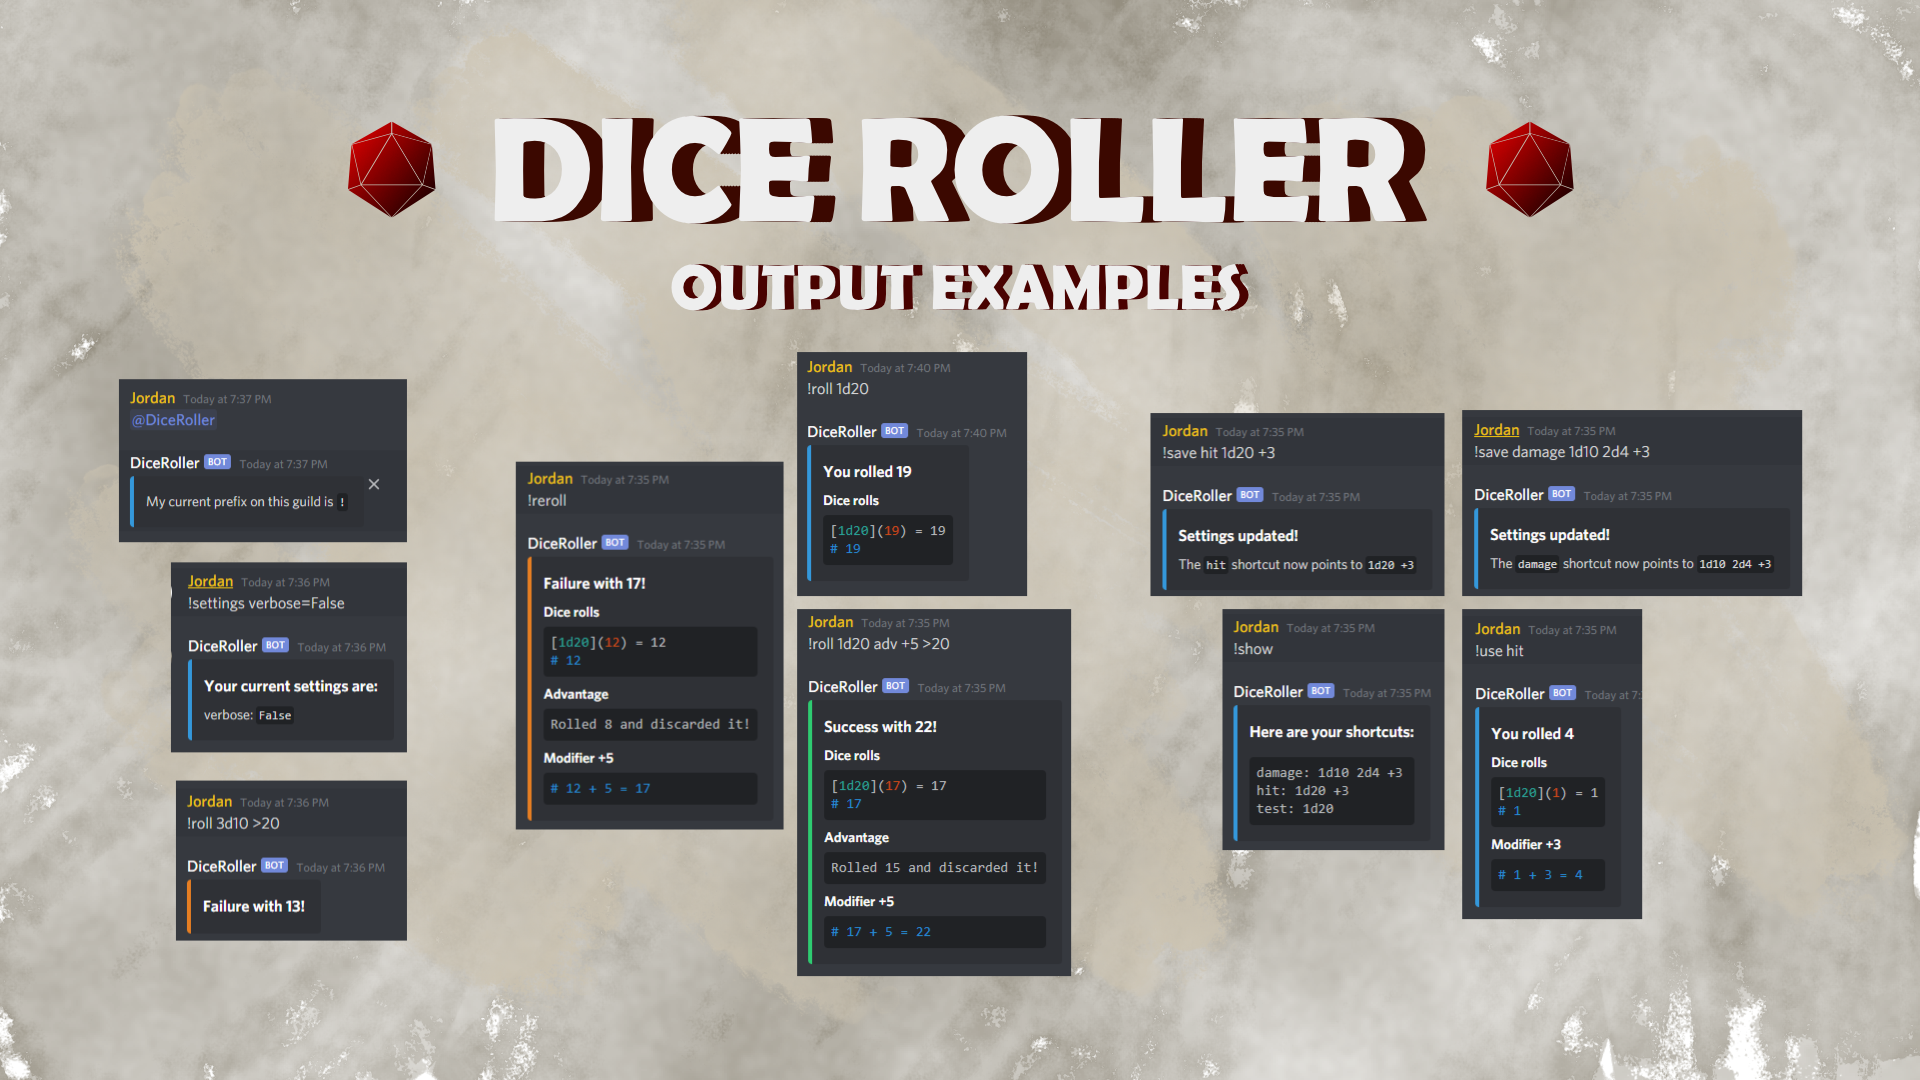 DICE ROLLER
OUTPUT EXAMPLES
Jordan Today at 7:37 PM
@DiceRoller
DiceRoller BOT Today at 7:37 PM
My current prefix on this guild is !
Jordan Today at 7:36 PM
!settings verbose=False
DiceRoller BOT Today at 7:36 PM
Your current settings are:
verbose: False
Jordan Today at 7:36 PM
!roll 3d10 >20
DiceRoller BOT Today at 7:36 PM
Failure with 13!
Jordan Today at 7:35 PM
!reroll
DiceRoller BOT Today at 7:35 PM
Failure with 17!
Dice rolls
[1d20](12) = 12
# 12
Advantage
Rolled 8 and discarded it!
Modifier +5
# 12 + 5 = 17
Jordan Today at 7:40 PM
!roll 1d20
DiceRoller BOT Today at 7:40 PM
You rolled 19
Dice rolls
[1d20](19) = 19
# 19
Jordan Today at 7:35 PM
!roll 1d20 adv +5 >20
DiceRoller BOT Today at 7:35 PM
Success with 22!
Dice rolls
[1d20](17) = 17
# 17
Advantage
Rolled 15 and discarded it!
Modifier +5
# 17 + 5 = 22
Jordan Today at 7:35 PM
!save hit 1d20 +3
DiceRoller BOT Today at 7:35 PM
Settings updated!
The hit shortcut now points to 1d20 +3
Jordan Today at 7:35 PM
!save damage 1d10 2d4 +3
DiceRoller BOT Today at 7:35 PM
Settings updated!
The damage shortcut now points to 1d10 2d4 +3
Jordan Today at 7:35 PM
!show
DiceRoller BOT Today at 7:35 PM
Here are your shortcuts:
damage: 1d10 2d4 +3
hit: 1d20 +3
test: 1d20
Jordan Today at 7:35 PM
!use hit
DiceRoller BOT Today at 7:
You rolled 4
Dice rolls
[1d20](1) = 1
# 1
Modifier +3
# 1 + 3 = 4